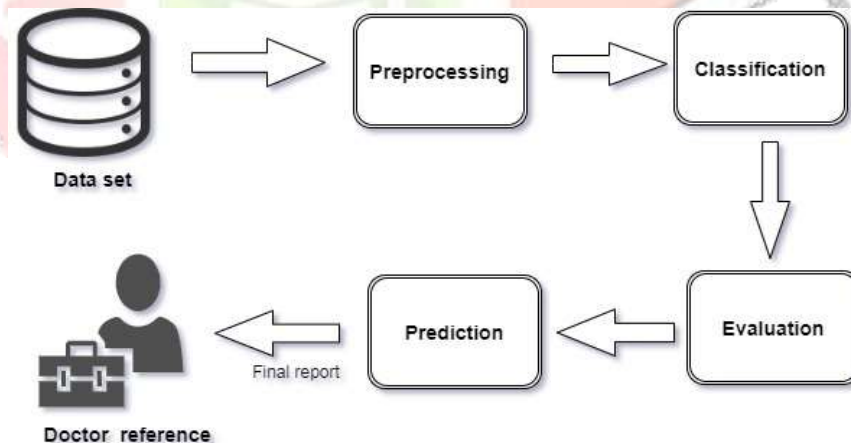 Preprocessing
Classification
Data set
Evaluation
Prediction
Final report
Doctor reference